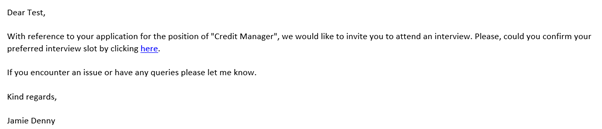 Dear Test,
With reference to your application for the position of "Credit Manager", we would like to invite you to attend an interview. Please, could you confirm your
preferred interview slot by clicking here.
If you encounter an issue or have any queries please let me know.
Kind regards,
Jamie Denny